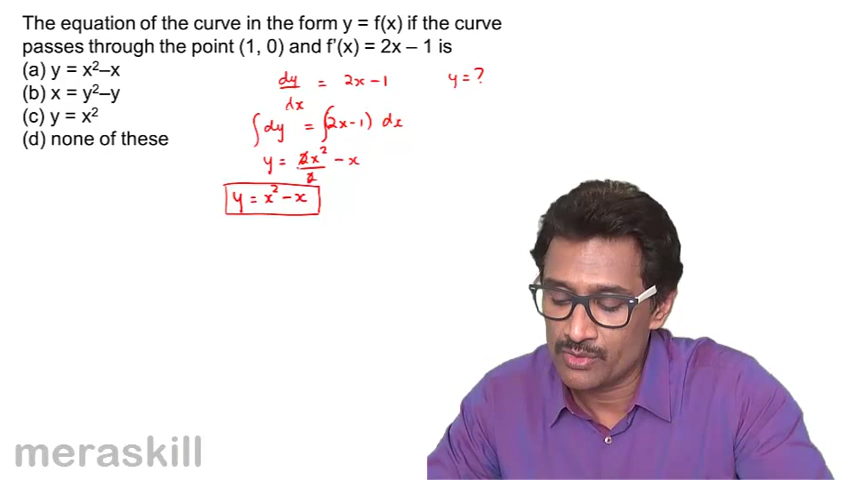 The equation of the curve in the form y = f(x) if the curve
passes through the point (1, 0) and f'(x) = 2x – 1 is
(a) y = x²–x
(b) x = y²–y
(c) y = x²
(d) none of these
dy/dx = 2x-1 y = ?
∫dy = ∫(2x-1) dx
y = 2x²/2 - x
y = x² - x
meraskill